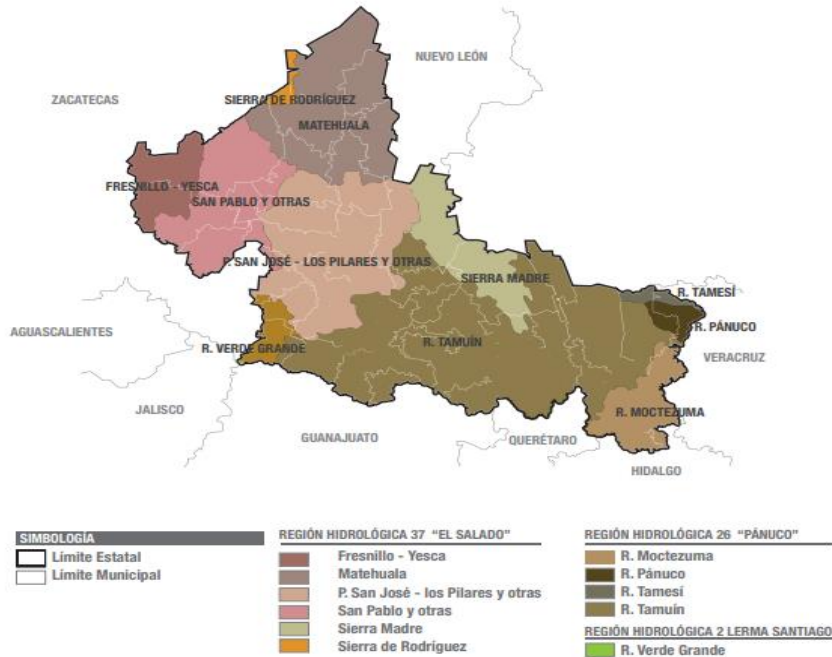 NUEVO LEÓN
ZACATECAS
SIERRA DE RODRÍGUEZ
MATEHUALA
FRESNILLO - YESCA
SAN PABLO Y OTRAS
P. SAN JOSÉ - LOS PILARES Y OTRAS
SIERRA MADRE
R. TAMESÍ
R. PÁNUCO
AGUASCALIENTES
R. VERDE GRANDE
R. TAMUÍN
VERACRUZ
JALISCO
R. MOCTEZUMA
GUANAJUATO
QUERÉTARO
HIDALGO
SIMBOLOGÍA
Límite Estatal
Límite Municipal
REGIÓN HIDROLÓGICA 37 "EL SALADO"
Fresnillo - Yesca
Matehuala
P. San José - los Pilares y otras
San Pablo y otras
Sierra Madre
Sierra de Rodríguez
REGIÓN HIDROLÓGICA 26 "PÁNUCO"
R. Moctezuma
R. Pánuco
R. Tamesí
R. Tamuín
REGIÓN HIDROLÓGICA 2 LERMA SANTIAGO
R. Verde Grande